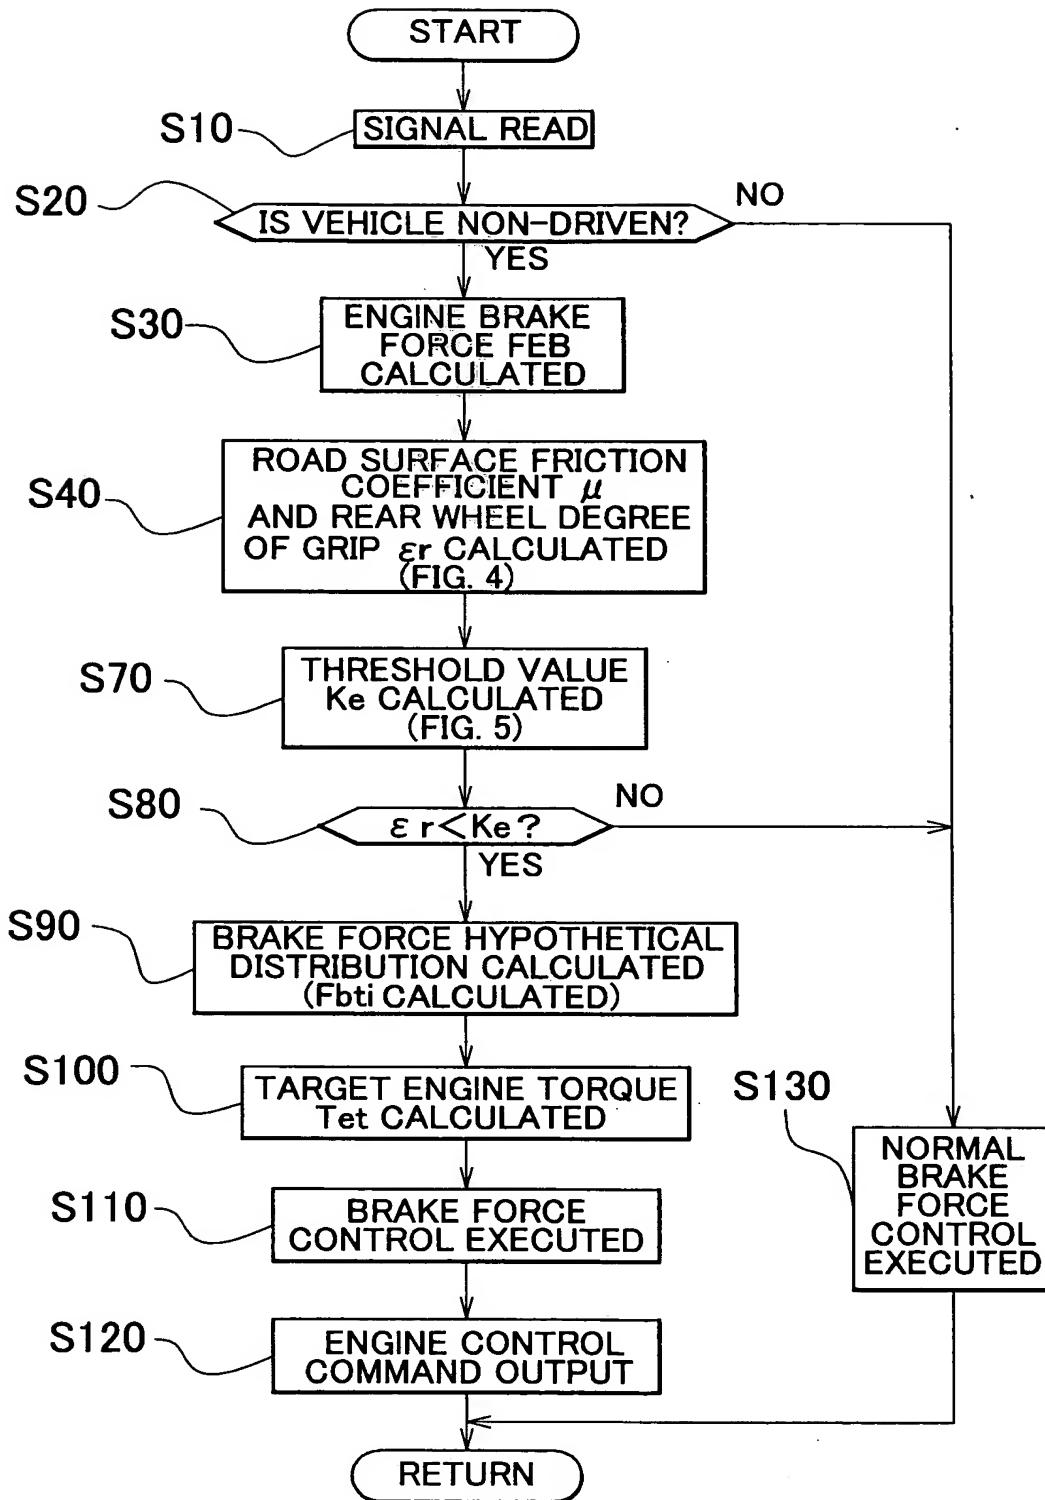 START
S10
SIGNAL READ
S20
IS VEHICLE NON-DRIVEN?
NO
YES
S30
ENGINE BRAKE
FORCE FEB
CALCULATED
S40
ROAD SURFACE FRICTION
COEFFICIENT μ
AND REAR WHEEL DEGREE
OF GRIP εr CALCULATED
(FIG. 4)
S70
THRESHOLD VALUE
Ke CALCULATED
(FIG. 5)
S80
εr<Ke?
NO
YES
S90
BRAKE FORCE HYPOTHETICAL
DISTRIBUTION CALCULATED
(Fbti CALCULATED)
S100
TARGET ENGINE TORQUE
Tet CALCULATED
S110
BRAKE FORCE
CONTROL EXECUTED
S120
ENGINE CONTROL
COMMAND OUTPUT
S130
NORMAL
BRAKE
FORCE
CONTROL
EXECUTED
RETURN